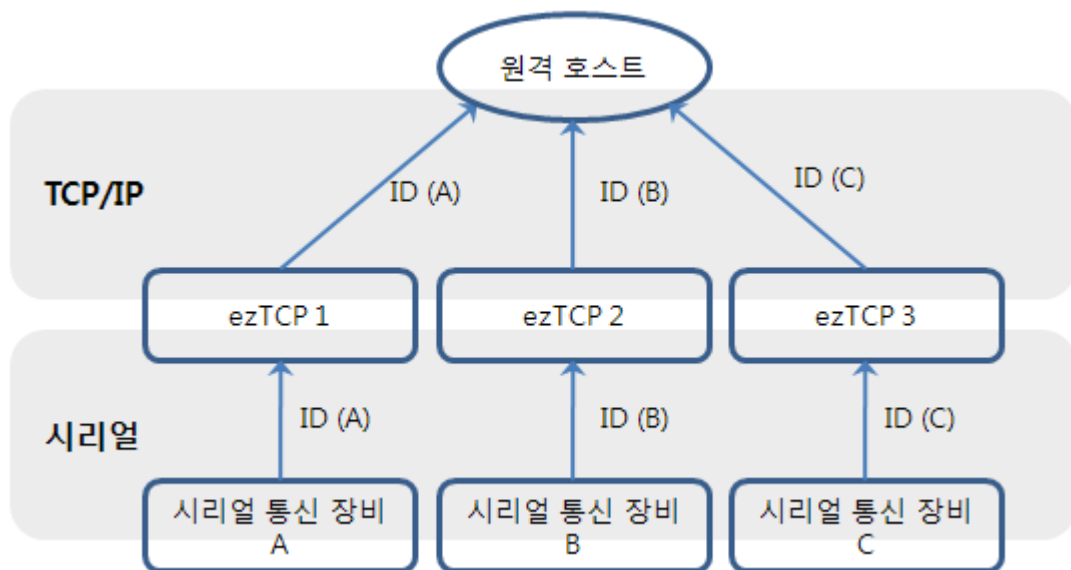 원격 호스트
TCP/IP
ID (A)
ID (B)
ID (C)
ezTCP 1
ezTCP 2
ezTCP 3
시리얼
ID (A)
ID (B)
ID (C)
시리얼 통신 장비
A
시리얼 통신 장비
B
시리얼 통신 장비
C